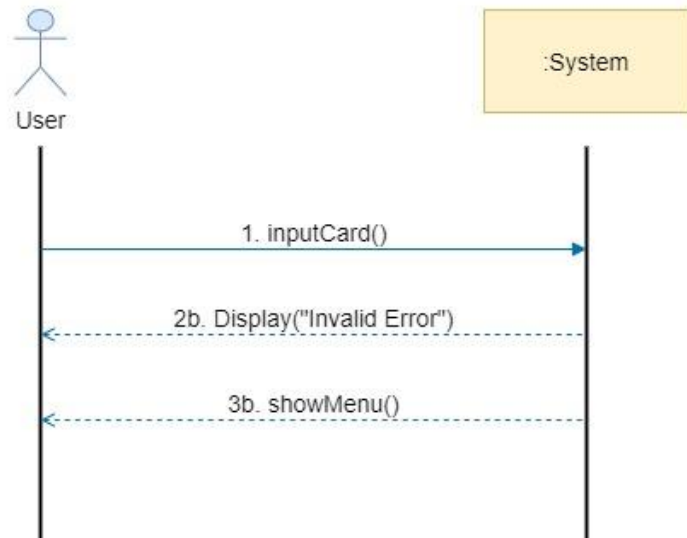 :System
User
1. inputCard()
2b. Display("Invalid Error")
3b. showMenu()